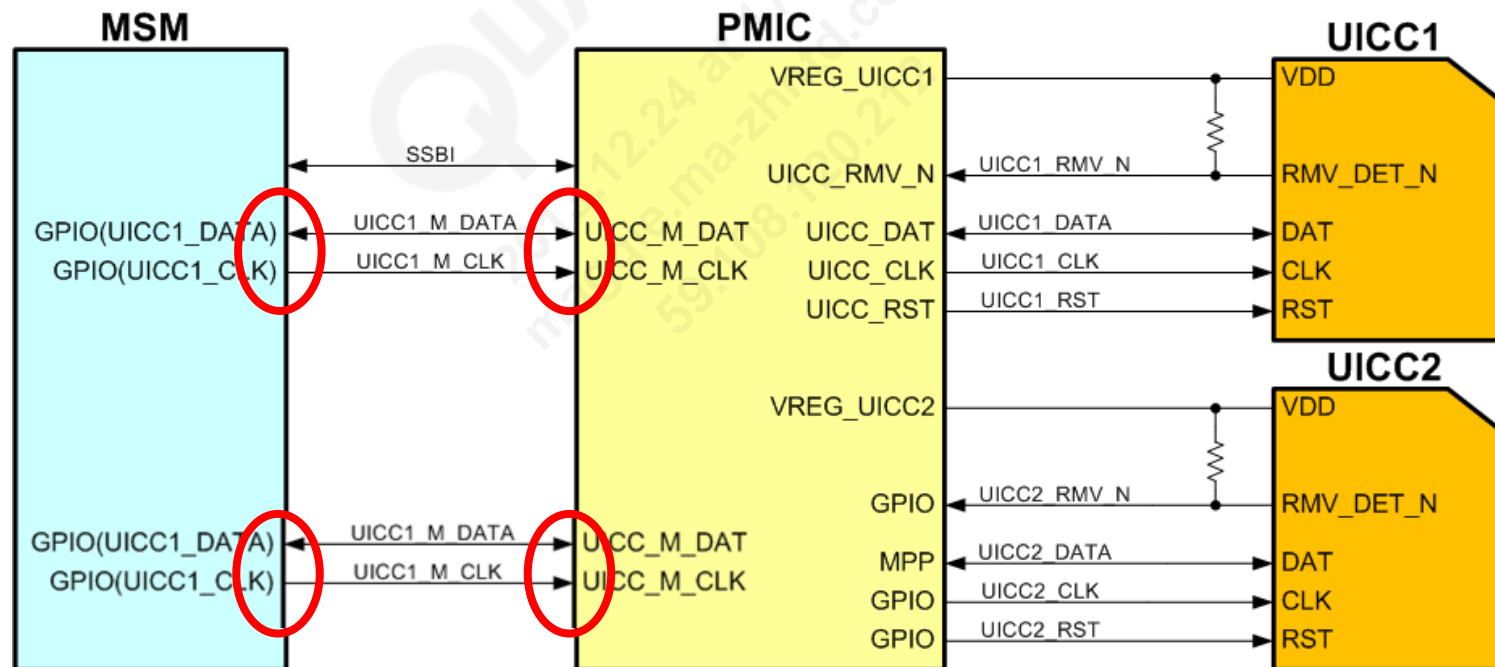 MSM
PMIC
UICC1
VREG_UICC1
VDD
SSBI
UICC_RMV_N
UICC1_RMV_N
RMV_DET_N
GPIO(UICC1_DATA)
UICC1_M_DATA
UICC_M_DAT
UICC_DAT
UICC1_DATA
DAT
GPIO(UICC1_CLK)
UICC1_M_CLK
UICC_M_CLK
UICC_CLK
UICC1_CLK
CLK
UICC_RST
UICC1_RST
RST
UICC2
VREG_UICC2
VDD
GPIO
UICC2_RMV_N
RMV_DET_N
GPIO(UICC1_DATA)
UICC1_M_DATA
UICC_M_DAT
MPP
UICC2_DATA
DAT
GPIO(UICC1_CLK)
UICC1_M_CLK
UICC_M_CLK
GPIO
UICC2_CLK
CLK
GPIO
UICC2_RST
RST